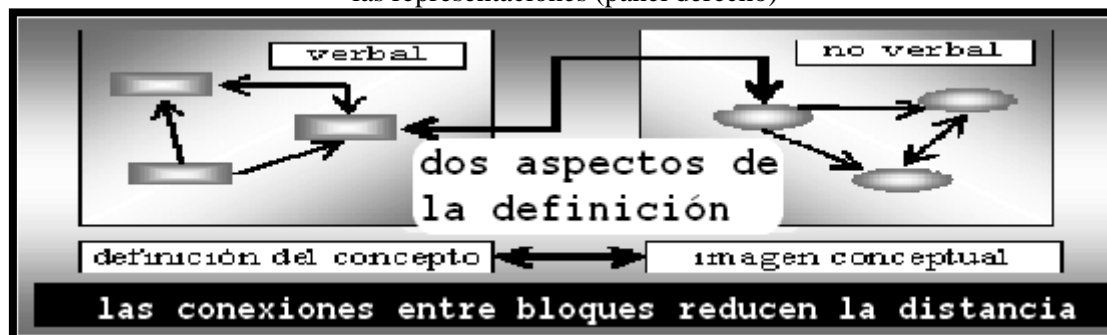 las representaciones (panel derecho)
verbal
no verbal
dos aspectos de
la definición
definición del concepto
imagen conceptual
las conexiones entre bloques reducen la distancia